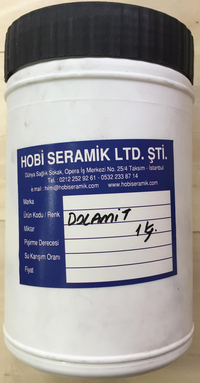 HOBİ SERAMİK LTD. ŞTİ.
Dünya Sağlık Sokak, Opera İş Merkezi No. 25/4 Taksim - İstanbul
Tel.: 0212 252 92 61 - 0532 233 87 14
e.mail : hilmi@hobiseramik.com www.hobiseramik.com
Marka
Ürün Kodu / Renk DOLAMİT
Miktar 1 kg.
Pişirme Derecesi
Su Karışım Oranı
Fiyat